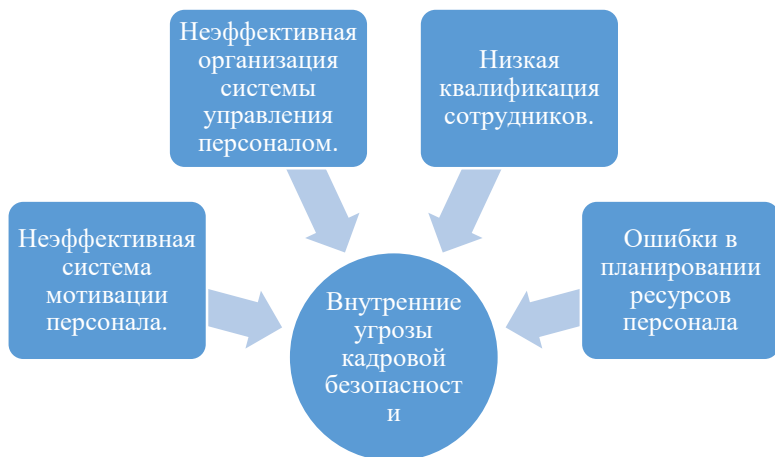 Неэффективная
организация
системы
управления
персоналом.
Низкая
квалификация
сотрудников.
Неэффективная
система
мотивации
персонала.
Ошибки в
планировании
ресурсов
персонала
Внутренние
угрозы
кадровой
безопасност
и